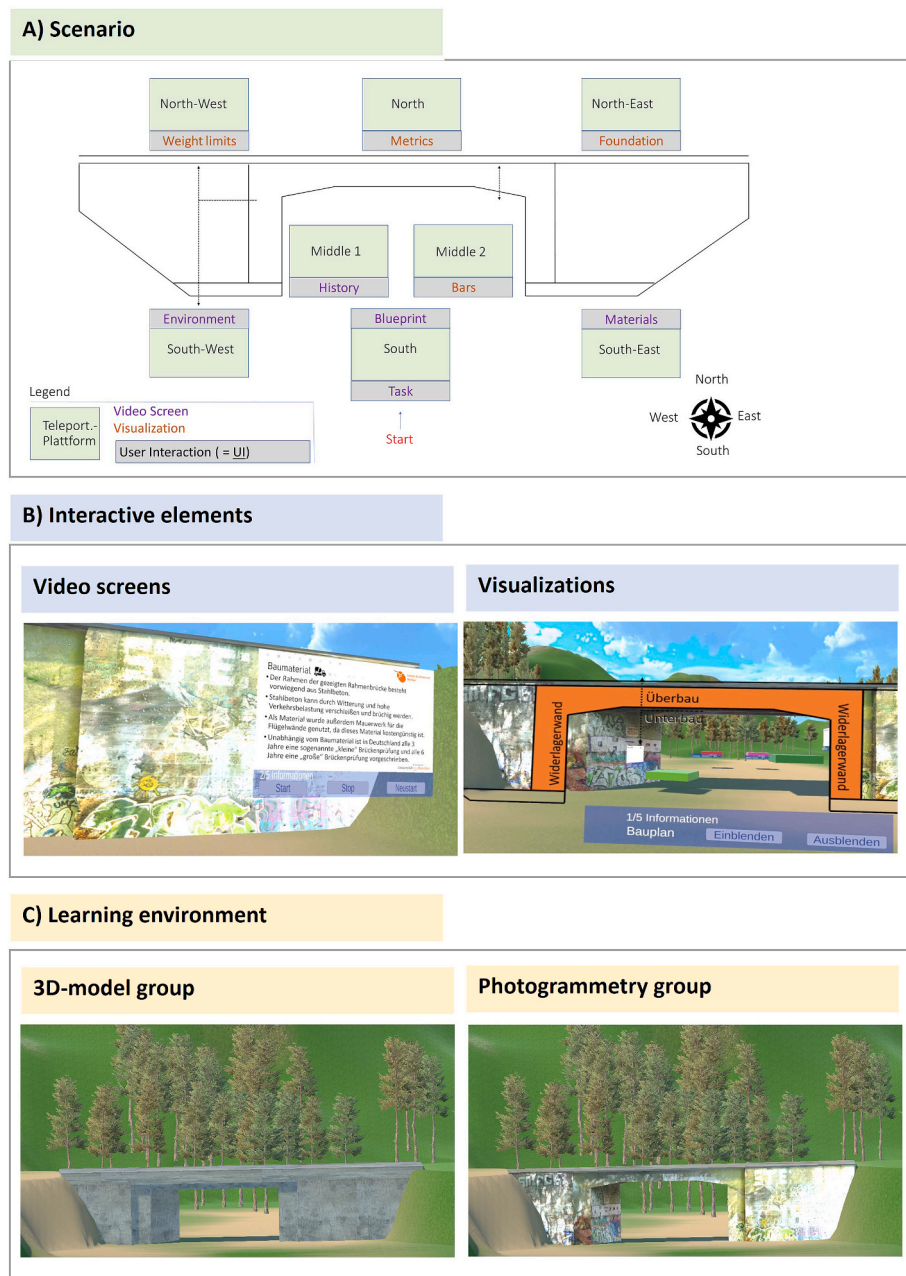 A) Scenario
North-West
North
North-East
Weight limits
Metrics
Foundation
Middle 1
Middle 2
History
Bars
Environment
Blueprint
Materials
South-West
South
South-East
Task
Start
Legend
Teleport.-
Plattform
Video Screen
Visualization
User Interaction ( = UI)
North
West
East
South
B) Interactive elements
Video screens
Visualizations
Baumaterial
• Der Rahmen der gezeigten Rahmenbrücke besteht
vorwiegend aus Stahlbeton.
• Stahlbeton kann durch Witterung und hohe
Verkehrsbelastung verschleißen und brüchig werden.
• Als Material wurde außerdem Mauerwerk für die
Flügelwände genutzt, da dieses Material kostengünstig ist.
• Unabhängig vom Baumaterial ist in Deutschland alle 3
Jahre eine sogenannte „kleine" Brückenprüfung und alle 6
Jahre eine „große" Brückenprüfung vorgeschrieben.
2/5 Informationen
Start
Stop
Neustart
Überbau
Unterbau
Widerlagerwand
Widerlagerwand
1/5 Informationen
Bauplan
Einblenden
Ausblenden
C) Learning environment
3D-model group
Photogrammetry group